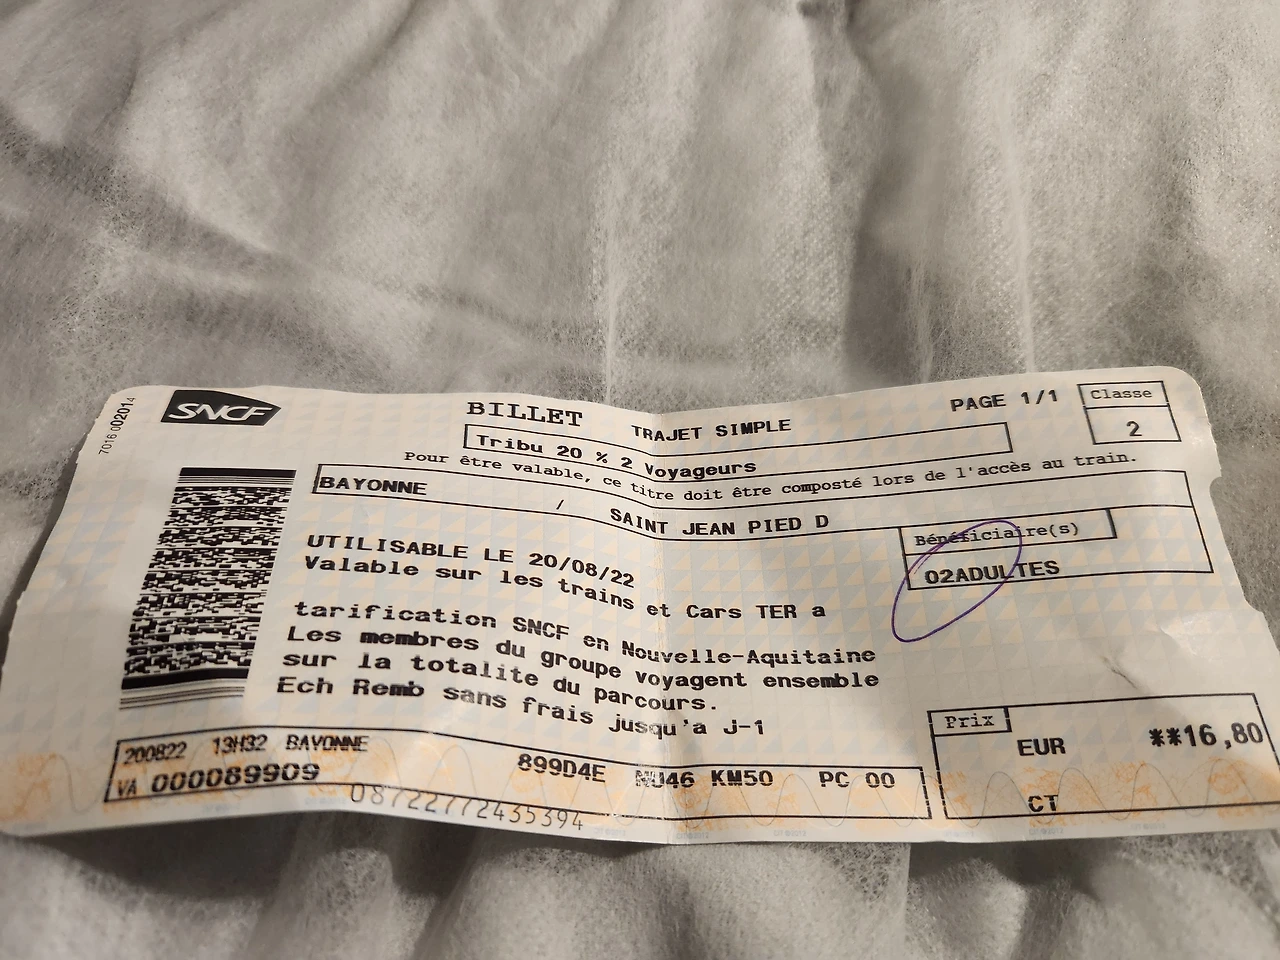 7016 002014
SNCF
BILLET TRAJET SIMPLE PAGE 1/1
Classe
2
Tribu 20 % 2 Voyageurs
Pour être valable, ce titre doit être composté lors de l'accès au train.
BAYONNE / SAINT JEAN PIED D
Bénéficiaire(s)
02ADULTES
UTILISABLE LE 20/08/22
Valable sur les trains et Cars TER a
tarification SNCF en Nouvelle-Aquitaine
Les membres du groupe voyagent ensemble
sur la totalite du parcours.
Ech Remb sans frais jusqu'a J-1
Prix
EUR **16,80
CT
200822 13H32 BAYONNE
VA 000089909 899D4E NU46 KM50 PC 00
08722772435394